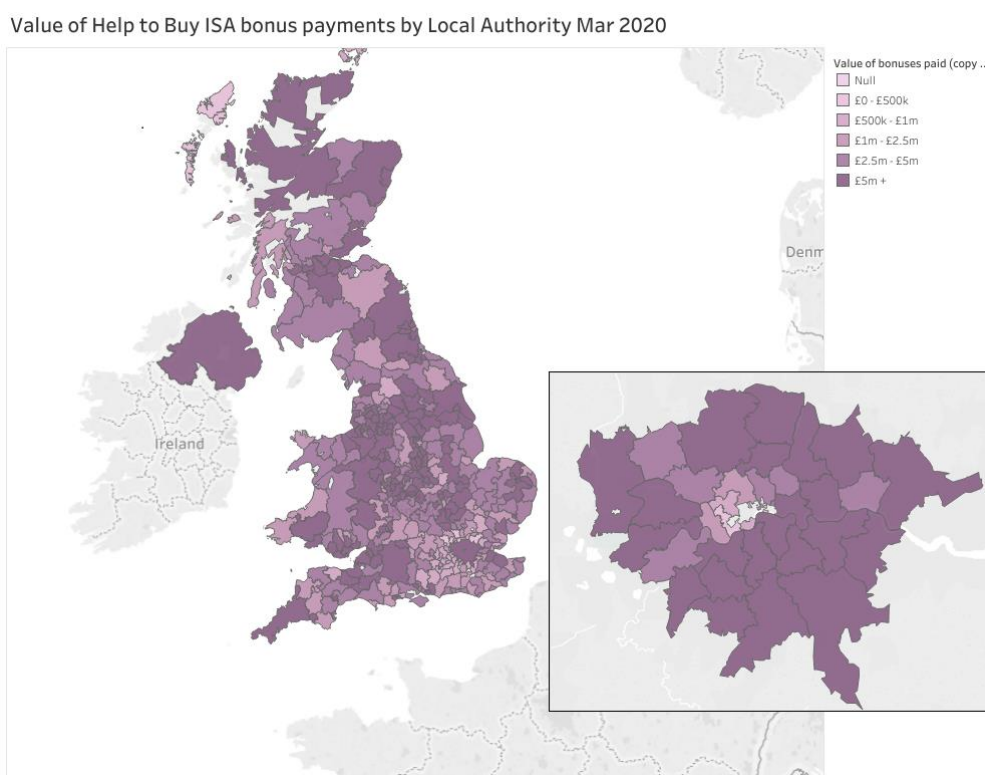 Value of Help to Buy ISA bonus payments by Local Authority Mar 2020
Value of bonuses paid (copy ..
Null
£0 - £500k
£500k - £1m
£1m - £2.5m
£2.5m - £5m
£5m +
Denm
Ireland